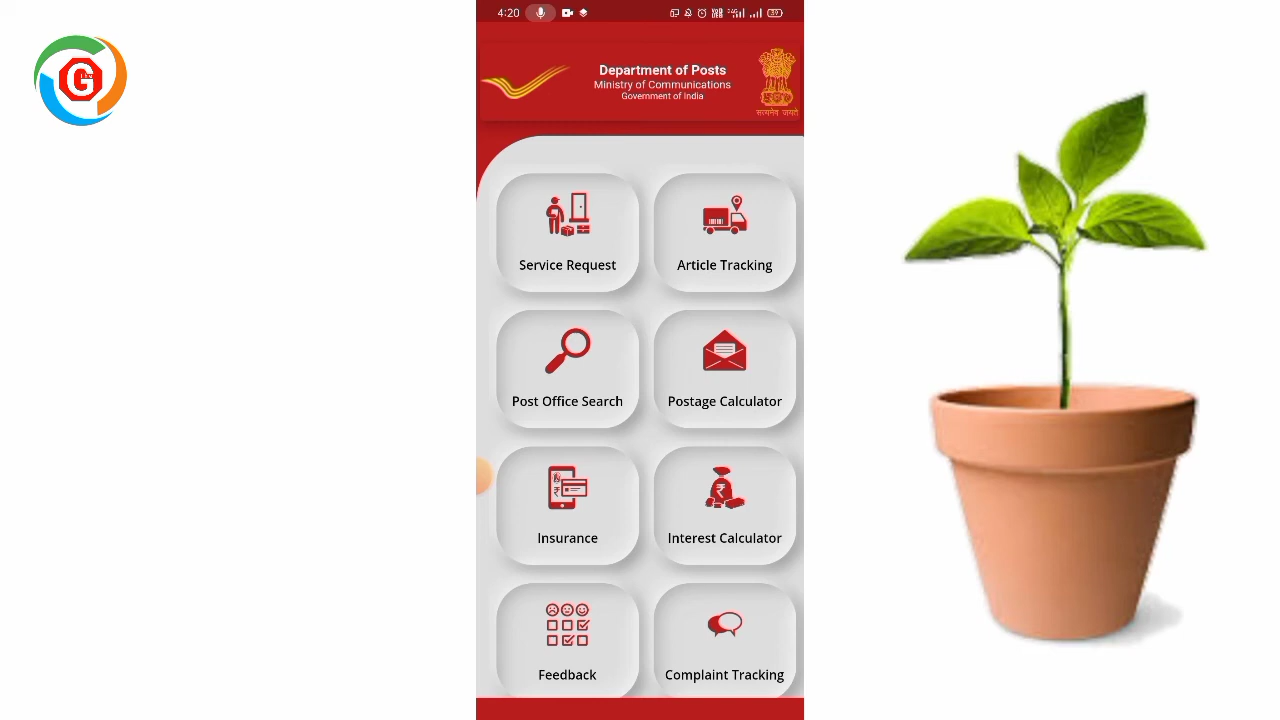 4:20
39
G
Department of Posts
Ministry of Communications
Government of India
सत्यमेव जयते
Service Request
Article Tracking
Post Office Search
Postage Calculator
Insurance
Interest Calculator
Feedback
Complaint Tracking